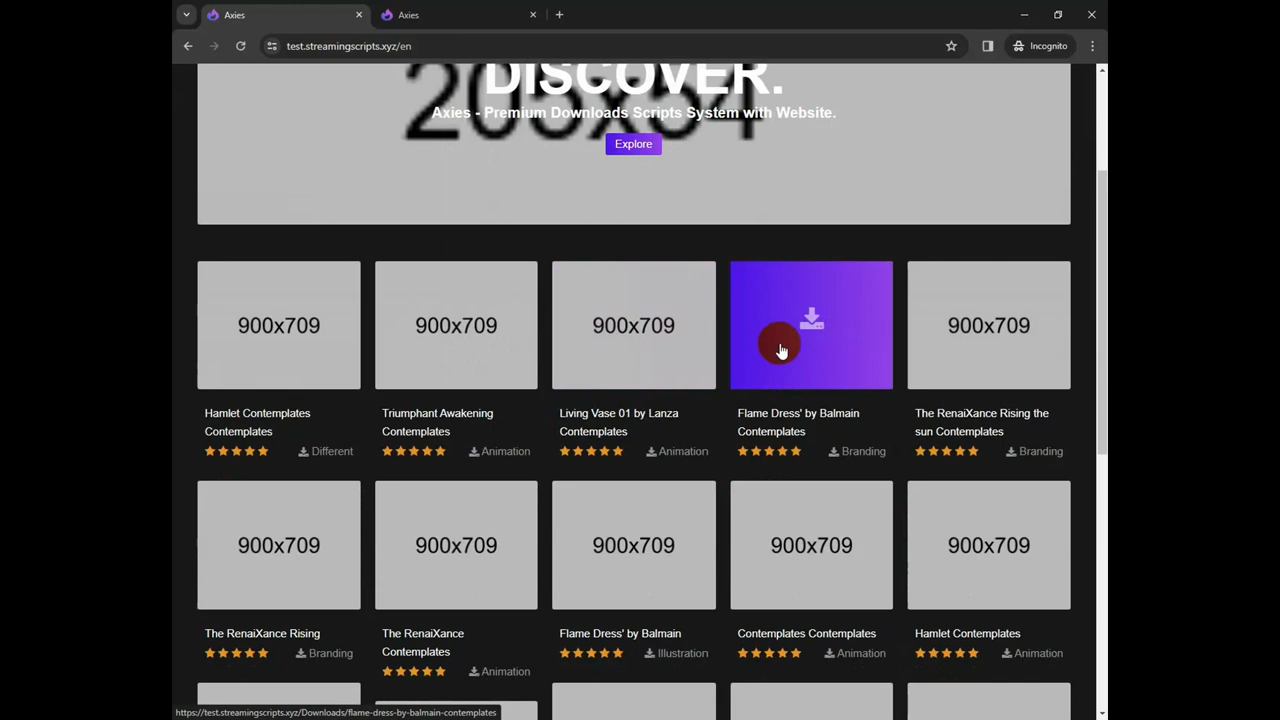 Axies
Axies
test.streamingscripts.xyz/en
Incognito
205x54
DISCOVER.
Axies - Premium Downloads Scripts System with Website.
Explore
900x709
900x709
900x709
900x709
Hamlet Contemplates
Contemplates
Different
Triumphant Awakening
Contemplates
Animation
Living Vase 01 by Lanza
Contemplates
Animation
Flame Dress' by Balmain
Contemplates
Branding
The RenaiXance Rising the
sun Contemplates
Branding
900x709
900x709
900x709
900x709
900x709
The RenaiXance Rising
Branding
The RenaiXance
Contemplates
Animation
Flame Dress' by Balmain
Illustration
Contemplates Contemplates
Animation
Hamlet Contemplates
Animation
https://test.streamingscripts.xyz/Downloads/flame-dress-by-balmain-contemplates